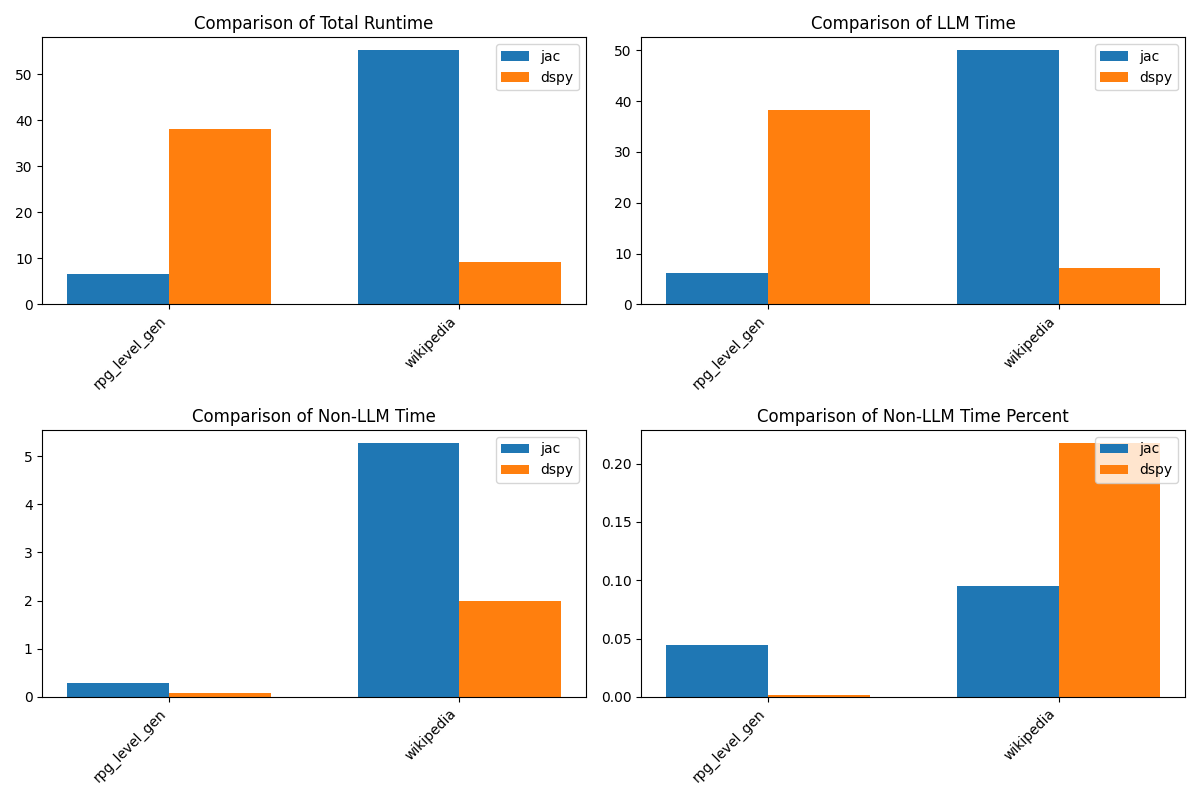 Comparison of Total Runtime
50
40
30
20
10
0
jac
dspy
rpg_level_gen
wikipedia
Comparison of LLM Time
50
40
30
20
10
0
jac
dspy
rpg_level_gen
wikipedia
Comparison of Non-LLM Time
5
4
3
2
1
0
jac
dspy
rpg_level_gen
wikipedia
Comparison of Non-LLM Time Percent
0.20
0.15
0.10
0.05
0.00
jac
dspy
rpg_level_gen
wikipedia